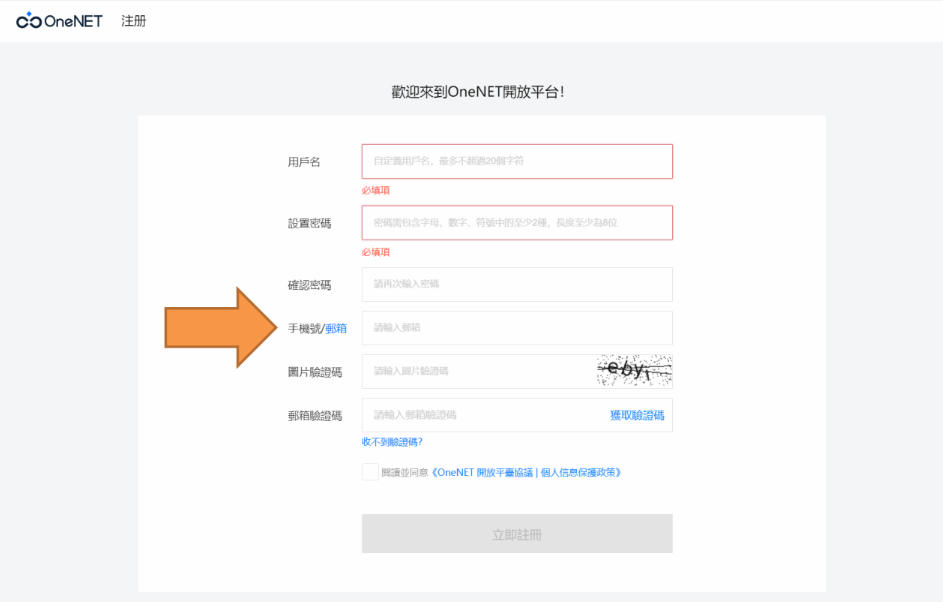 OneNET 注册
歡迎來到OneNET開放平台!
用戶名
自定義用戶名，最多不超過20個字符
必填項
設置密碼
密碼需包含字母、數字、符號中的至少2種，長度至少為8位
必填項
確認密碼
請再次輸入密碼
手機號/郵箱
請輸入郵箱
圖片驗證碼
請輸入圖片驗證碼
郵箱驗證碼
請輸入郵箱驗證碼
獲取驗證碼
收不到驗證碼?
閱讀並同意《OneNET 開放平臺協議 | 個人信息保護政策》
立即註冊